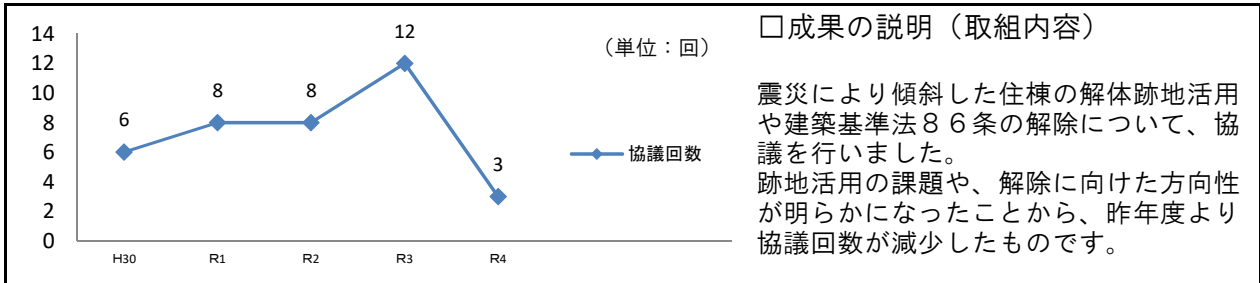 14
12
10
8
6
4
2
0
6
8
8
12
3
H30
R1
R2
R3
R4
（単位：回）
協議回数
□成果の説明（取組内容）
震災により傾斜した住棟の解体跡地活用
や建築基準法８６条の解除について、協
議を行いました。
跡地活用の課題や、解除に向けた方向性
が明らかになったことから、昨年度より
協議回数が減少したものです。